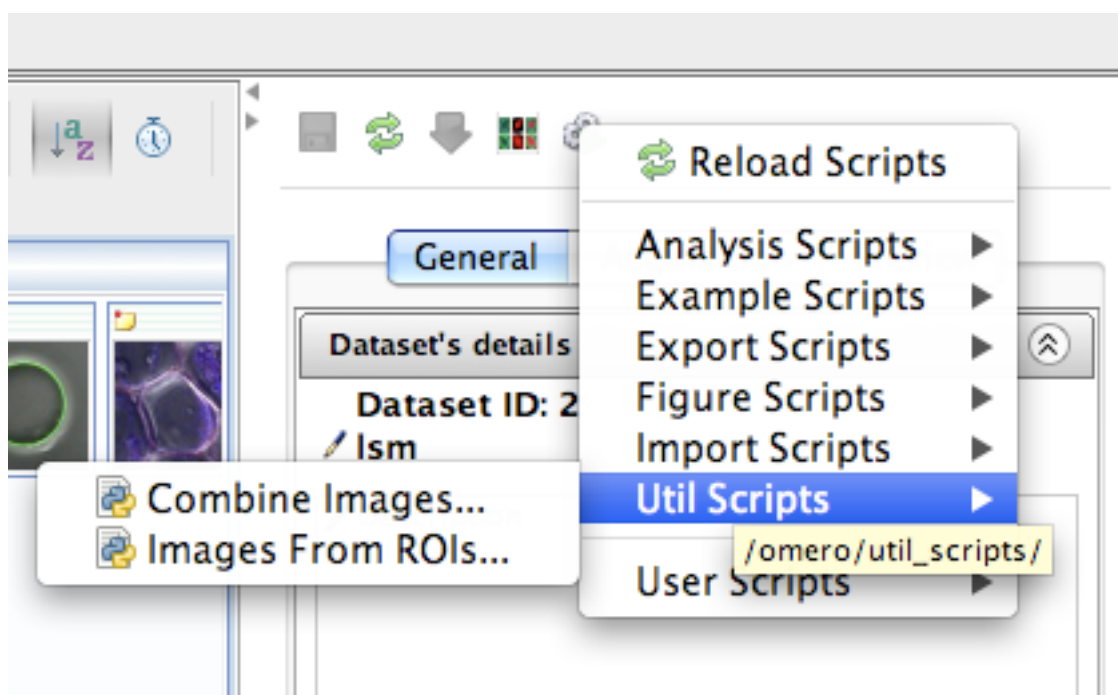 a
z
Reload Scripts
General
Analysis Scripts
Example Scripts
Dataset's details
Export Scripts
Dataset ID: 2
Figure Scripts
lsm
Import Scripts
Combine Images...
Util Scripts
Images From ROIs...
/omero/util_scripts/
User Scripts